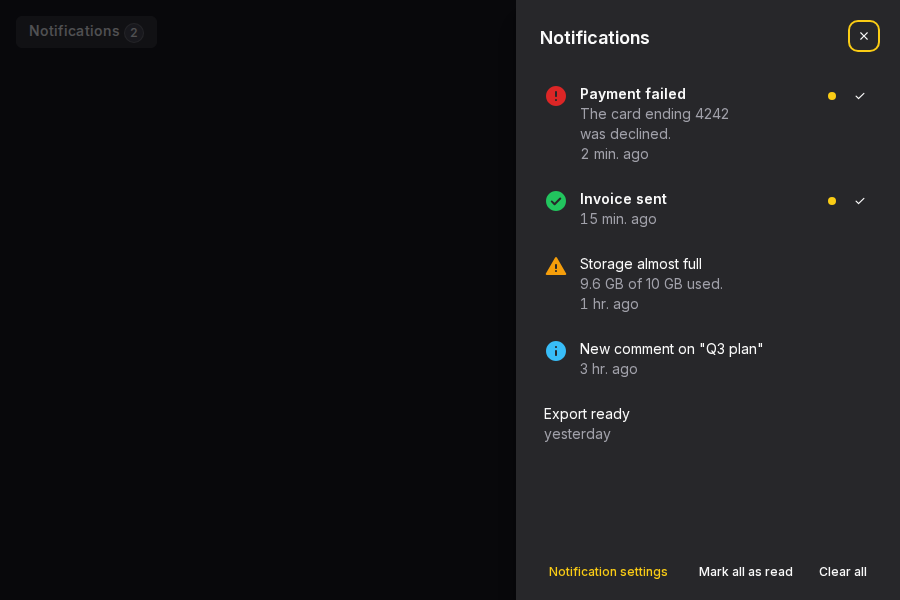 Notifications 2
Notifications
Payment failed
The card ending 4242
was declined.
2 min. ago
Invoice sent
15 min. ago
Storage almost full
9.6 GB of 10 GB used.
1 hr. ago
New comment on "Q3 plan"
3 hr. ago
Export ready
yesterday
Notification settings Mark all as read Clear all